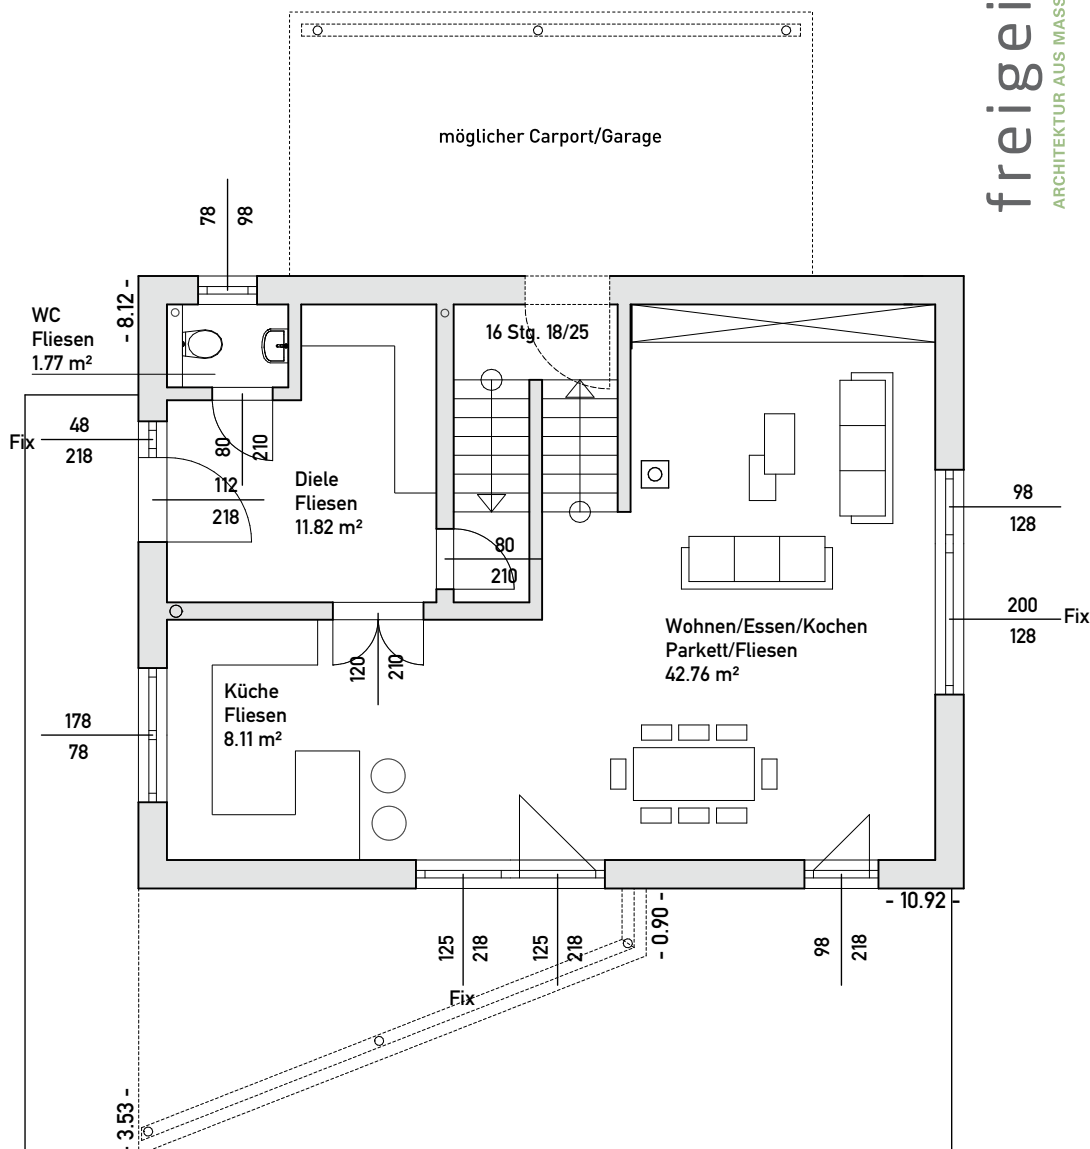 freigei
ARCHITEKTUR AUS MASS
möglicher Carport/Garage
78
98
- 8.12 -
WC
Fliesen
1.77 m²
16 Stg. 18/25
48
Fix
218
80
210
112
218
Diele
Fliesen
11.82 m²
80
210
98
128
200
Fix
128
Wohnen/Essen/Kochen
Parkett/Fliesen
42.76 m²
120
210
Küche
Fliesen
8.11 m²
178
78
- 10.92 -
- 0.90 -
125
218
125
218
98
218
Fix
- 3.53 -